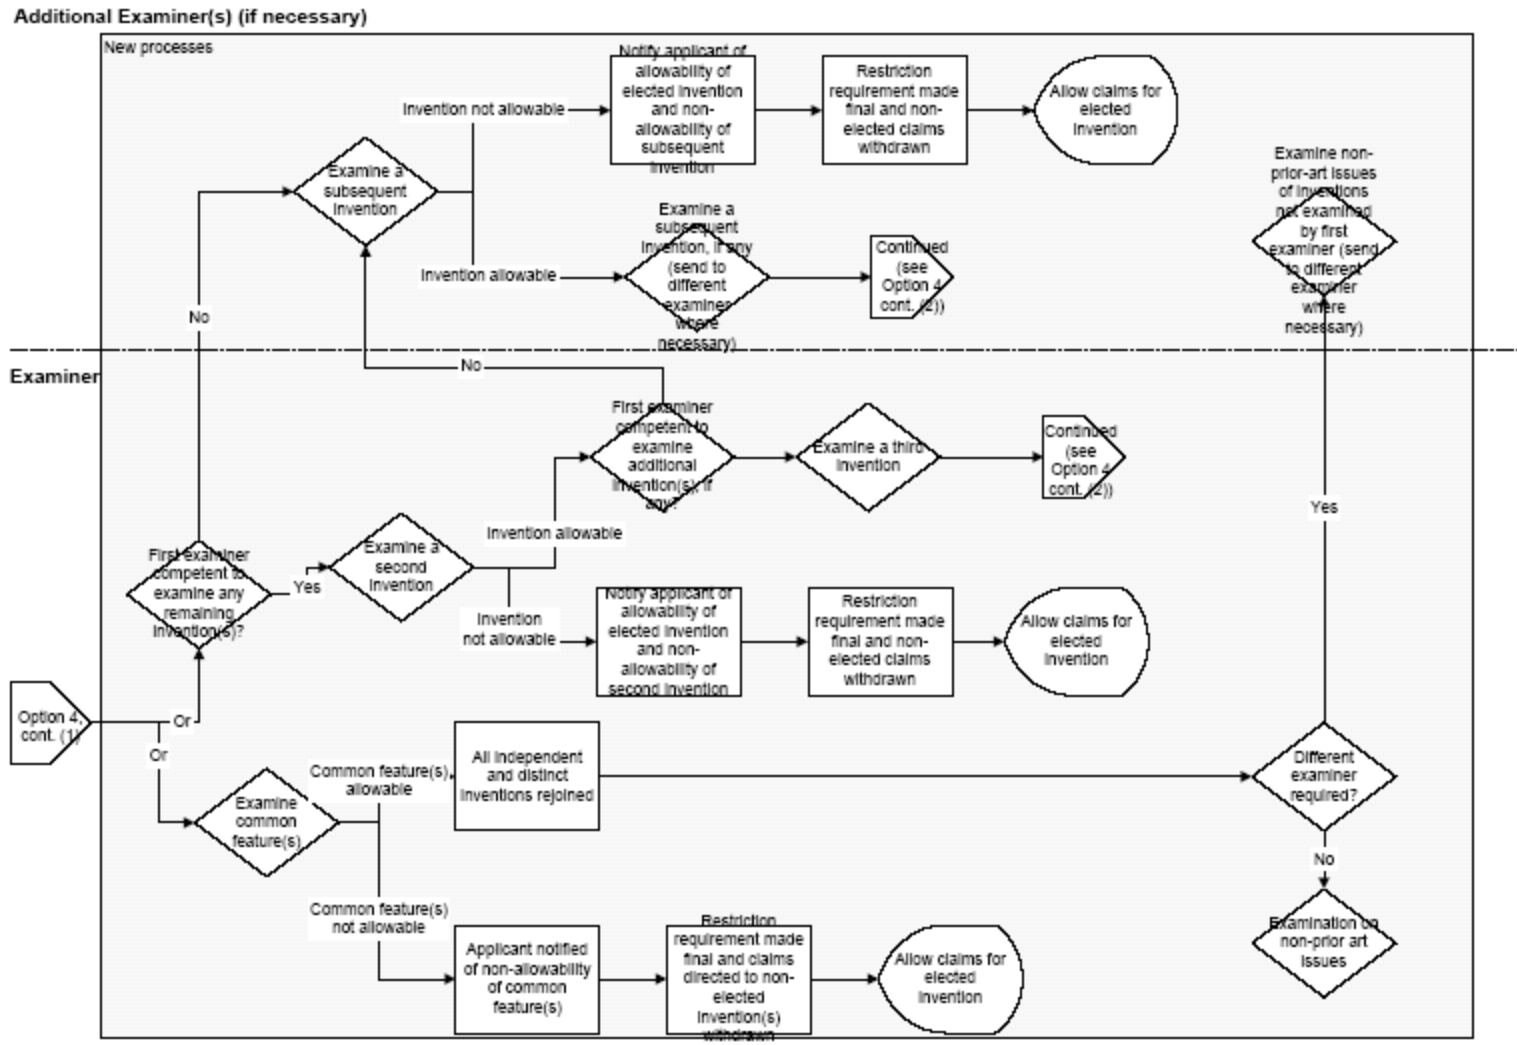 Additional Examiner(s) (if necessary)
New processes
Invention not allowable
Notify applicant of
allowability of
elected invention
and non-
allowability of
subsequent
invention
Restriction
requirement made
final and non-
elected claims
withdrawn
Allow claims for
elected
invention
Examine a
subsequent
invention
Invention allowable
Examine a
subsequent
invention, if any
(send to
different
examiner
where
necessary)
Continued
(see
Option 4
cont. (2))
Examine non-
prior-art issues
of inventions
not examined
by first
examiner (send
to different
examiner
where
necessary)
No
No
Examiner
First examiner
competent to
examine
additional
invention(s), if
any?
Examine a third
invention
Continued
(see
Option 4
cont. (2))
Yes
Invention allowable
First examiner
competent to
examine any
remaining
invention(s)?
Yes
Examine a
second
invention
Invention
not allowable
Notify applicant of
allowability of
elected invention
and non-
allowability of
second invention
Restriction
requirement made
final and non-
elected claims
withdrawn
Allow claims for
elected
invention
Option 4,
cont. (1)
Or
Or
Examine
common
feature(s)
Common feature(s)
allowable
All independent
and distinct
inventions rejoined
Different
examiner
required?
No
Examination on
non-prior art
issues
Common feature(s)
not allowable
Applicant notified
of non-allowability
of common
feature(s)
Restriction
requirement made
final and claims
directed to non-
elected
invention(s)
withdrawn
Allow claims for
elected
invention